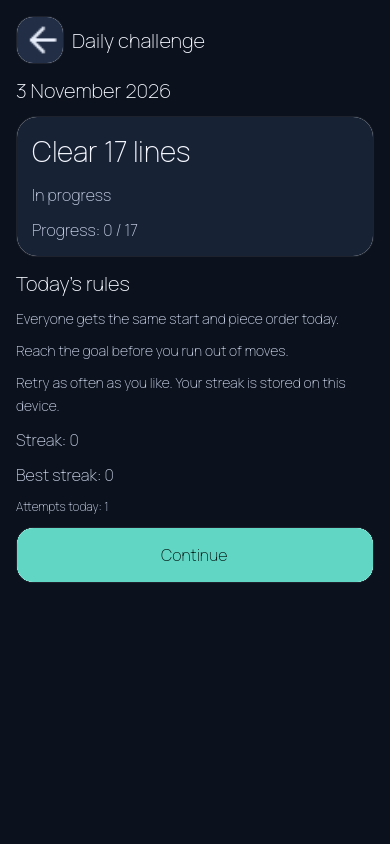 Daily challenge
3 November 2026
Clear 17 lines
In progress
Progress: 0 / 17
Today's rules
Everyone gets the same start and piece order today.
Reach the goal before you run out of moves.
Retry as often as you like. Your streak is stored on this
device.
Streak: 0
Best streak: 0
Attempts today: 1
Continue